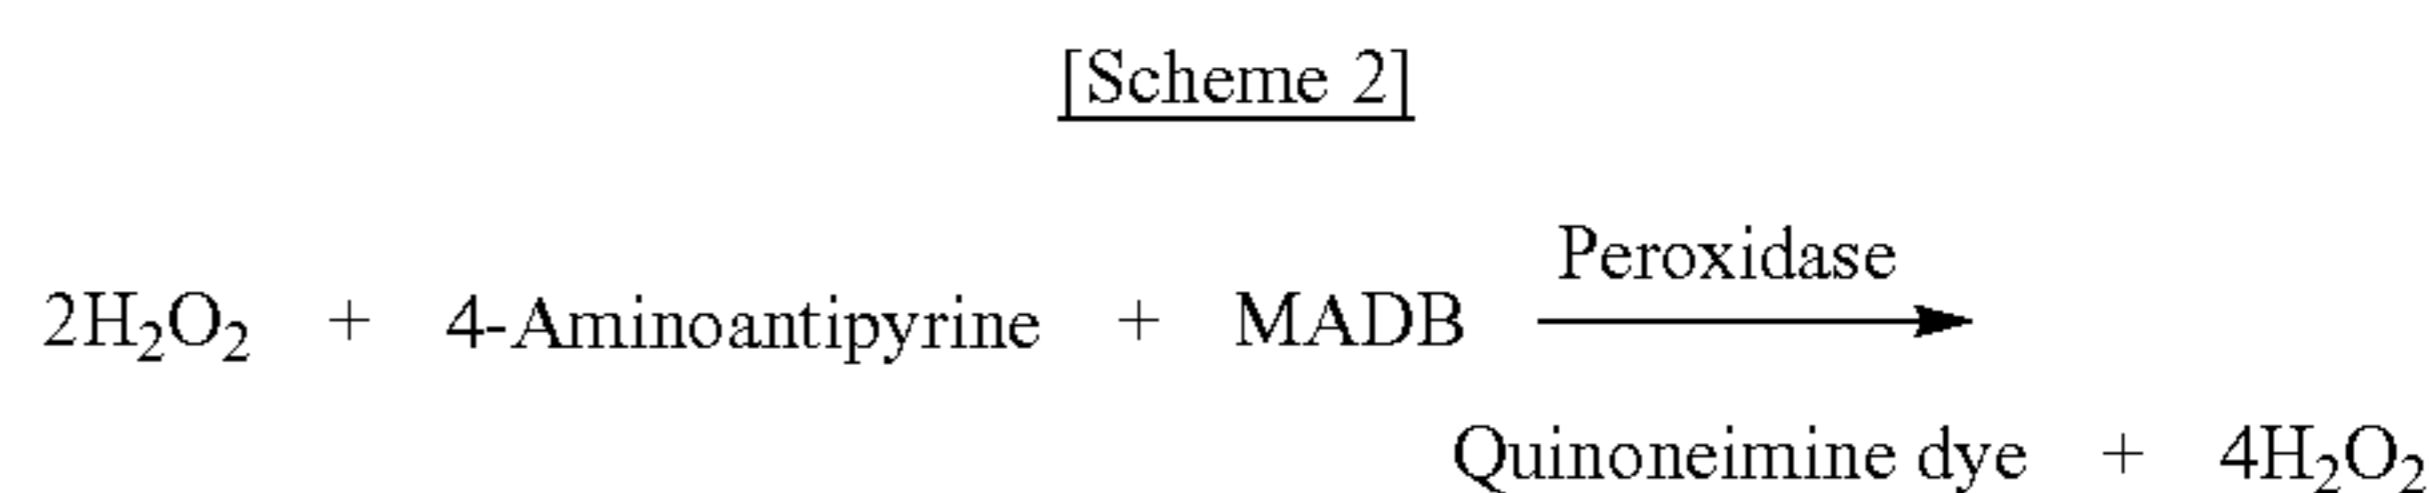 [Scheme 2]
Peroxidase
2H₂O₂ + 4-Aminoantipyrine + MADB
Quinoneimine dye + 4H₂O₂